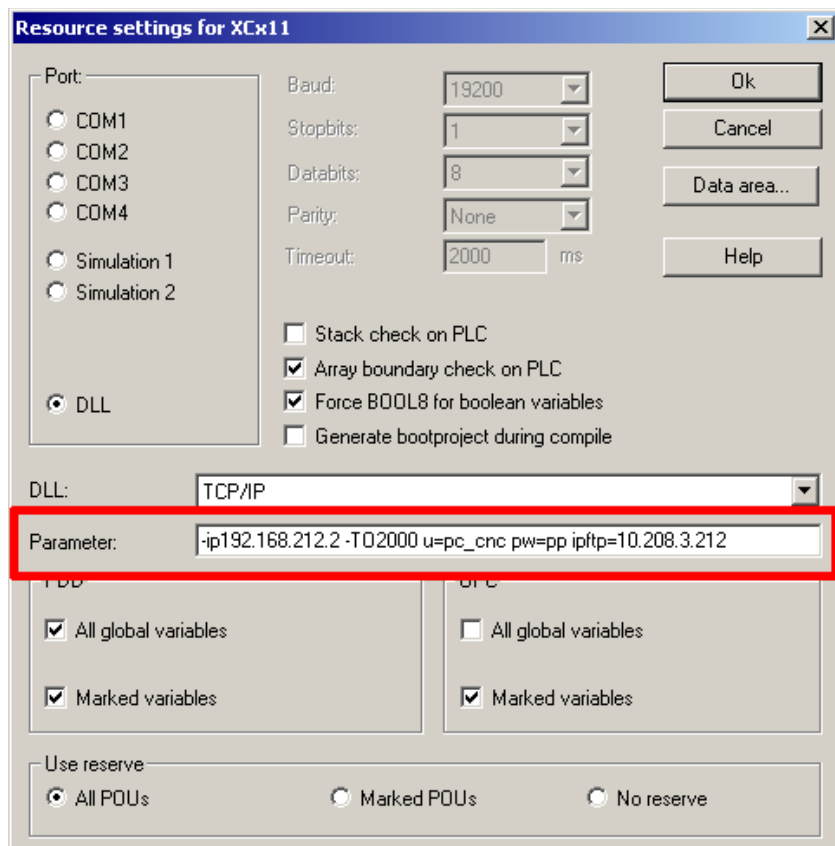 Resource settings for XCx11
Port:
COM1
COM2
COM3
COM4
Simulation 1
Simulation 2
DLL
Baud:
19200
Stopbits:
1
Databits:
8
Parity:
None
Timeout:
2000 ms
Ok
Cancel
Data area...
Help
Stack check on PLC
Array boundary check on PLC
Force BOOL8 for boolean variables
Generate bootproject during compile
DLL: TCP/IP
Parameter: -ip192.168.212.2 -TO2000 u=pc_cnc pw=pp ipftp=10.208.3.212
All global variables
Marked variables
All global variables
Marked variables
Use reserve
All POUs Marked POUs No reserve